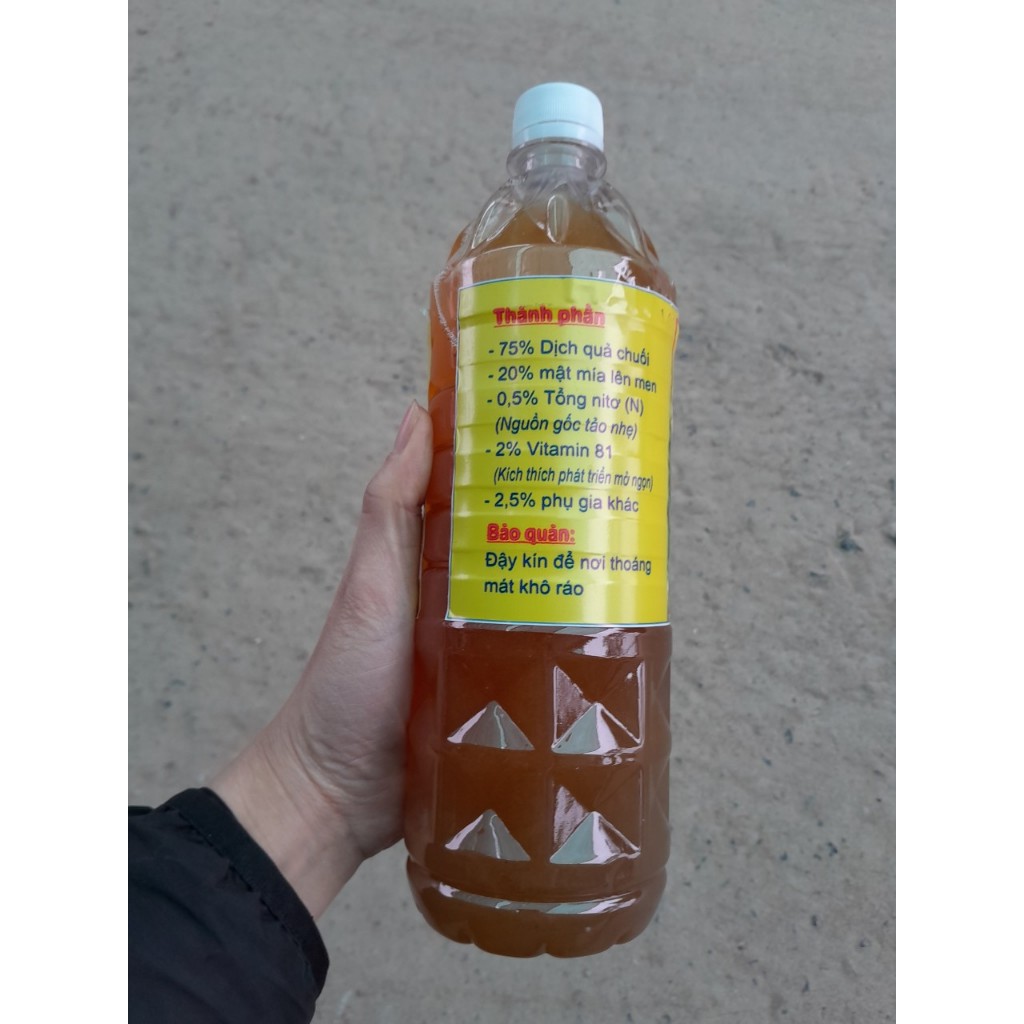 Thành phần
- 75% Dịch quả chuối
- 20% mật mía lên men
- 0,5% Tổng nitơ (N)
(Nguồn gốc tảo nhẹ)
- 2% Vitamin B1
(Kích thích phát triển mở ngọn)
- 2,5% phụ gia khác
Bảo quản:
Đậy kín để nơi thoáng
mát khô ráo